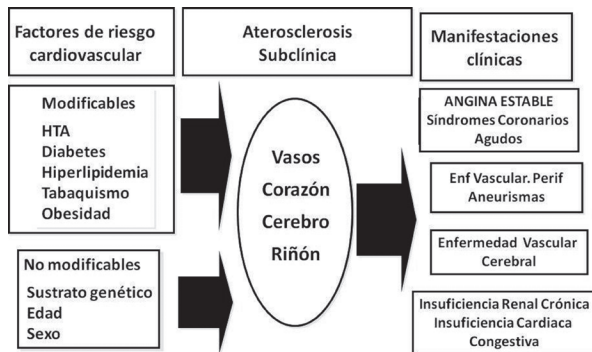 Factores de riesgo
cardiovascular
Aterosclerosis
Subclínica
Manifestaciones
clínicas
Modificables
HTA
Diabetes
Hiperlipidemia
Tabaquismo
Obesidad
No modificables
Sustrato genético
Edad
Sexo
Vasos
Corazón
Cerebro
Riñón
ANGINA ESTABLE
Síndromes Coronarios
Agudos
Enf Vascular. Perif
Aneurismas
Enfermedad Vascular
Cerebral
Insuficiencia Renal Crónica
Insuficiencia Cardiaca
Congestiva